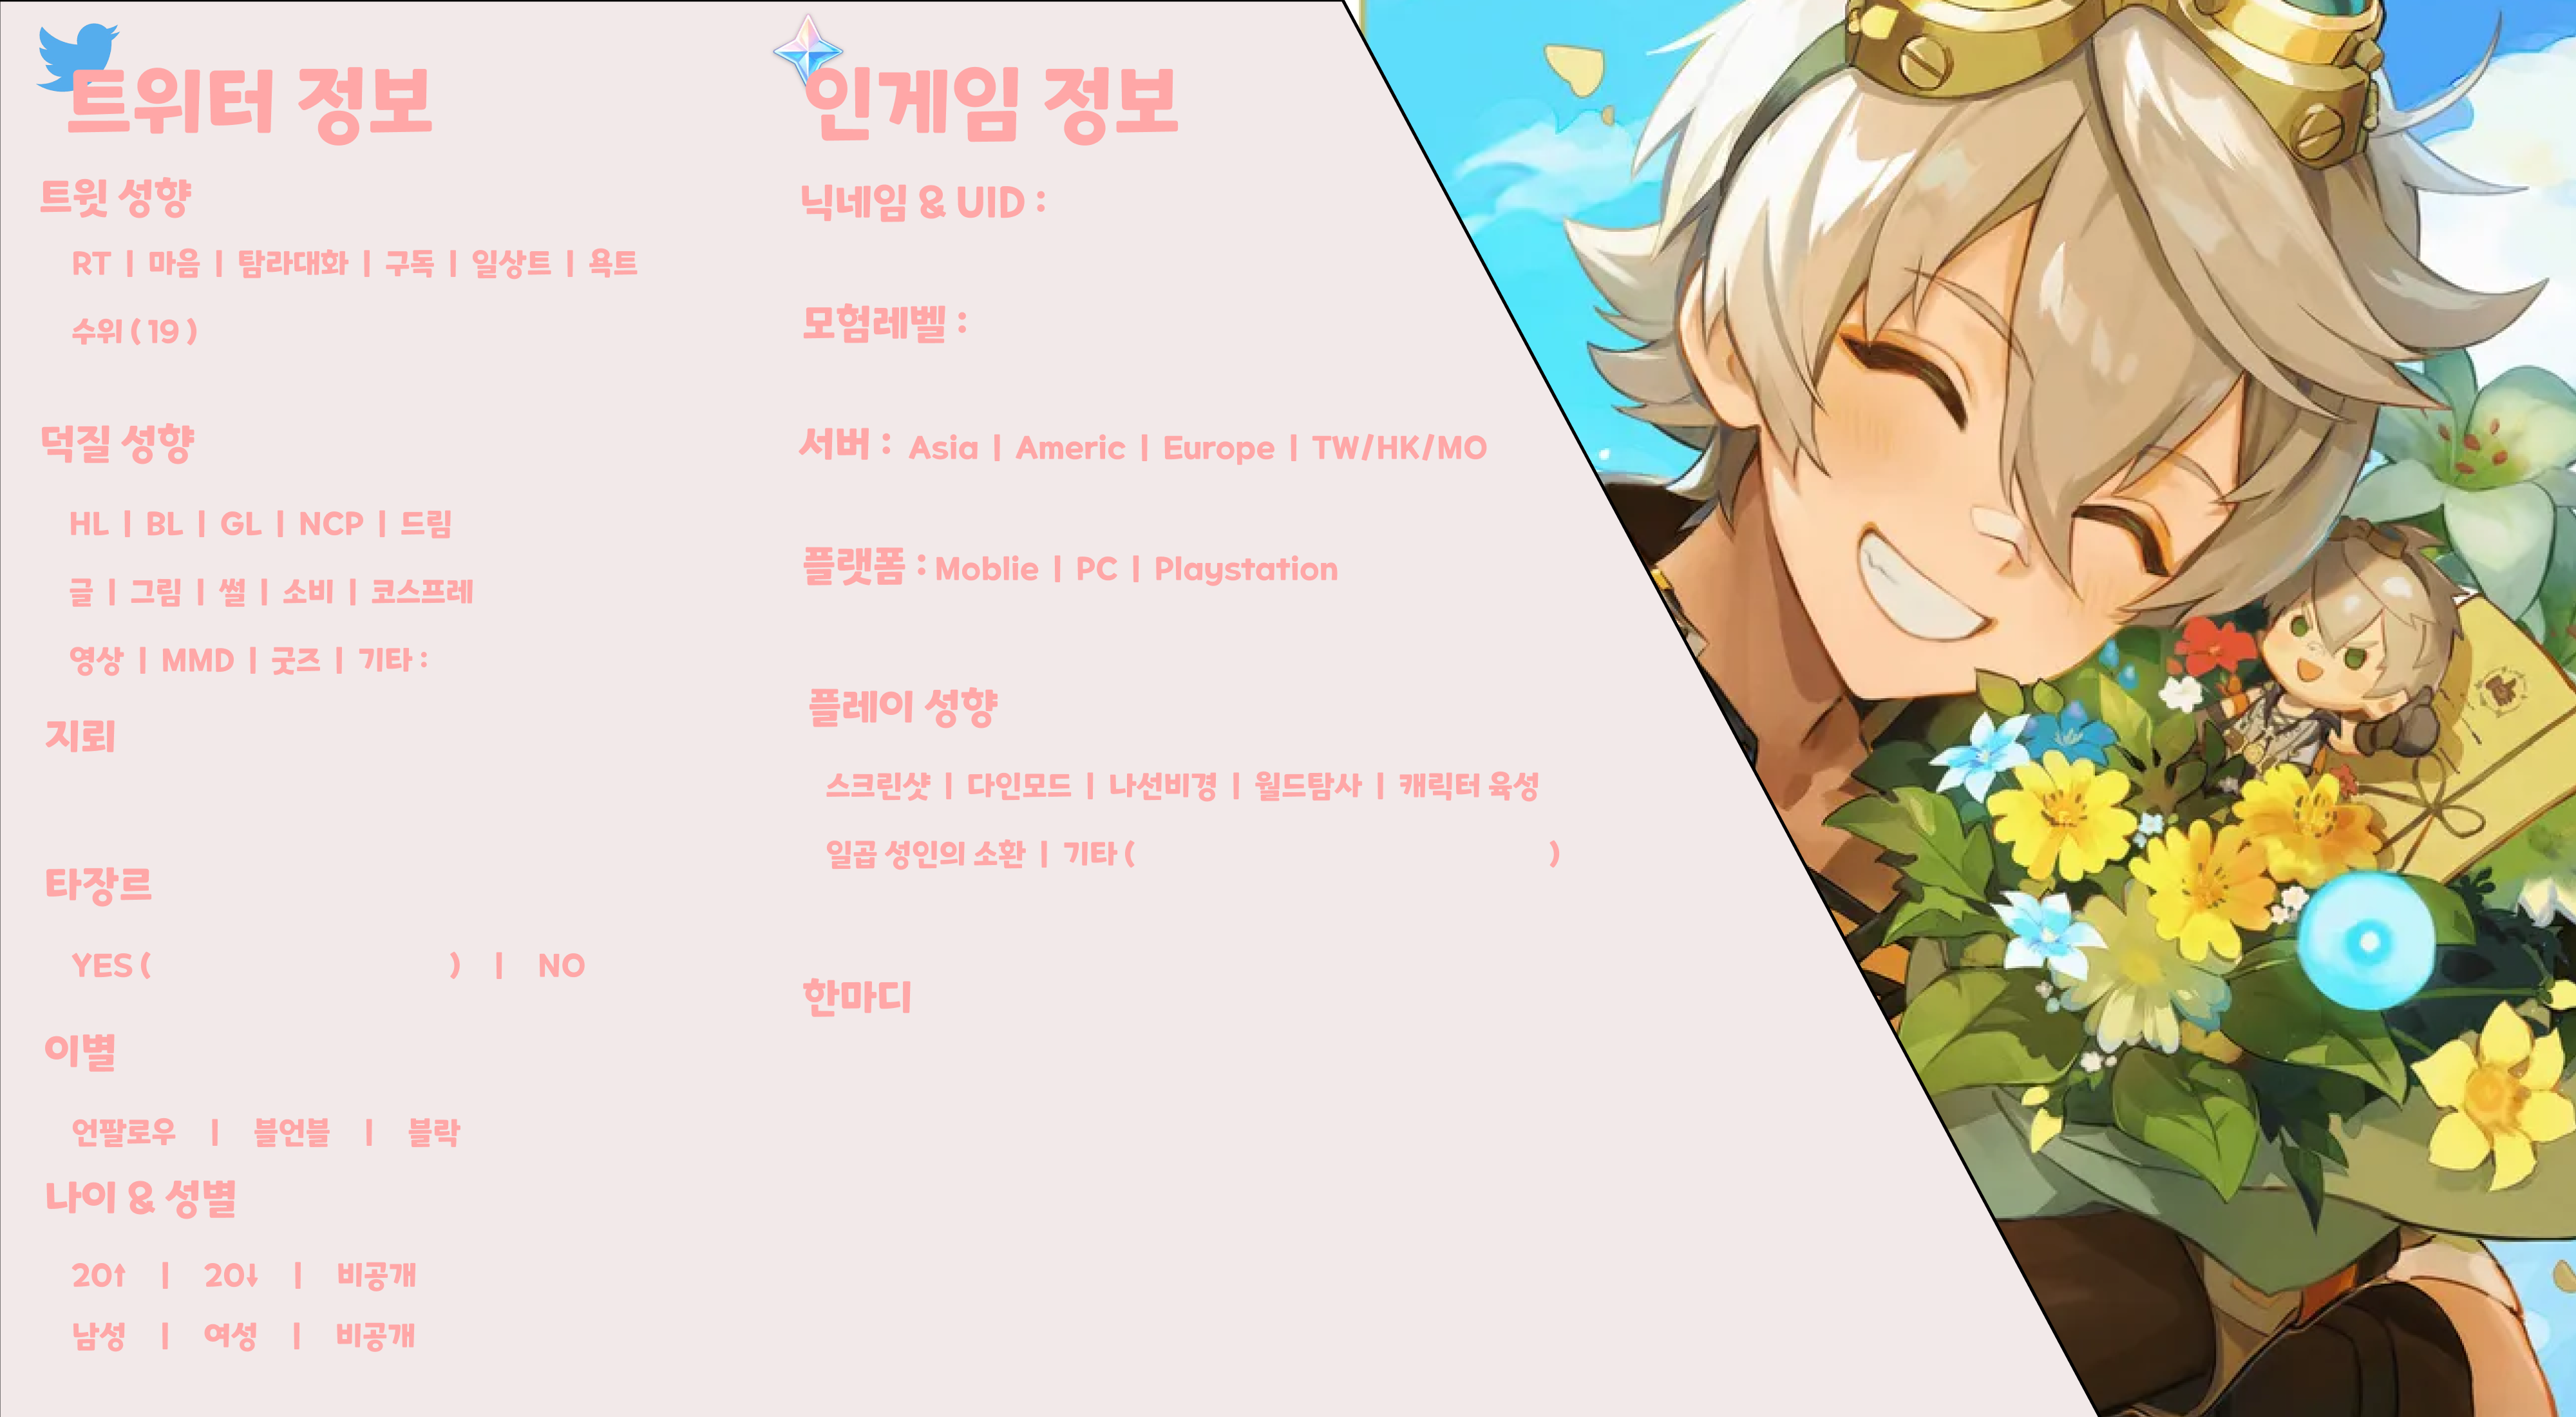 트위터 정보
트윗 성향
RT | 마음 | 탐라대화 | 구독 | 일상트 | 욕트
수위 ( 19 )
덕질 성향
HL | BL | GL | NCP | 드림
글 | 그림 | 썰 | 소비 | 코스프레
영상 | MMD | 굿즈 | 기타 :
지뢰
타장르
YES ( ) | NO
이별
언팔로우 | 블언블 | 블락
나이 & 성별
20↑ | 20↓ | 비공개
남성 | 여성 | 비공개
인게임 정보
닉네임 & UID :
모험레벨 :
서버 : Asia | Americ | Europe | TW/HK/MO
플랫폼 : Moblie | PC | Playstation
플레이 성향
스크린샷 | 다인모드 | 나선비경 | 월드탐사 | 캐릭터 육성
일곱 성인의 소환 | 기타 ( )
한마디